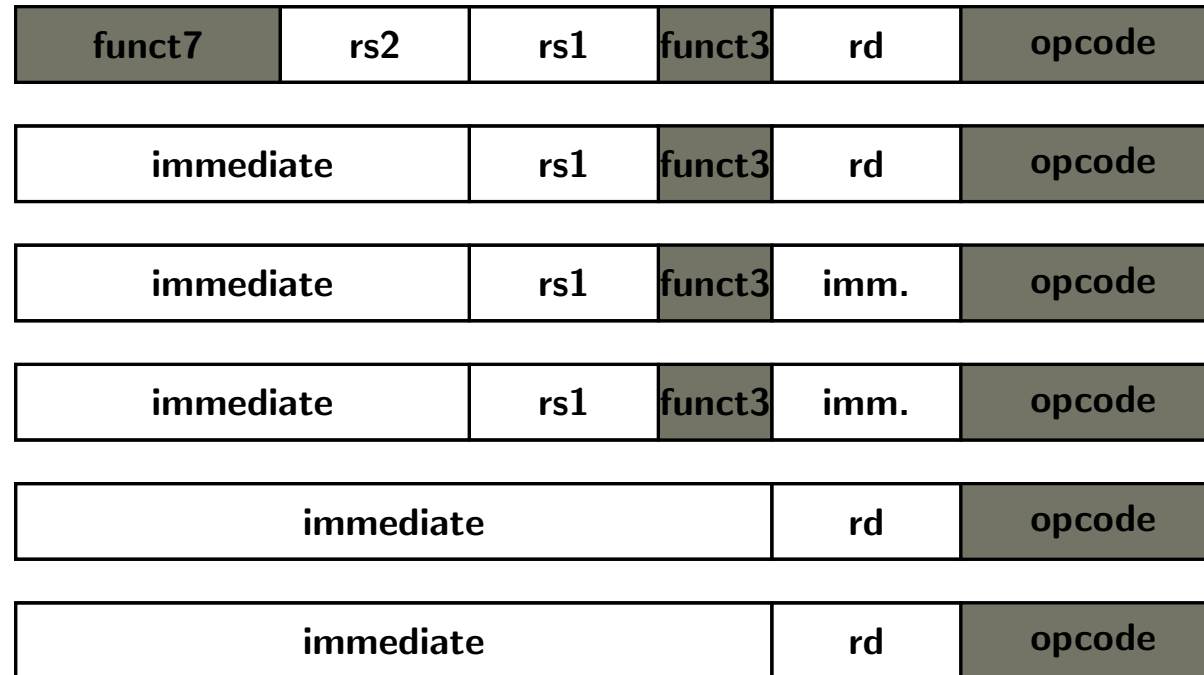 funct7 rs2 rs1 funct3 rd opcode
immediate rs1 funct3 rd opcode
immediate rs1 funct3 imm. opcode
immediate rs1 funct3 imm. opcode
immediate rd opcode
immediate rd opcode